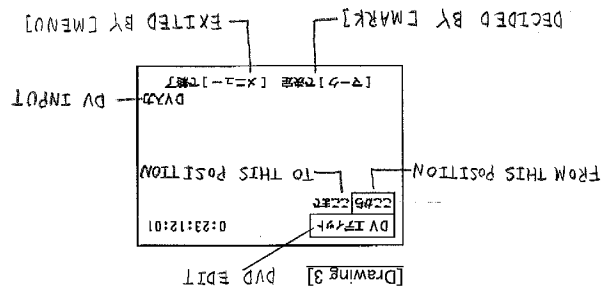 [Drawing 3] DVD EDIT
DV エディット 0:23:12:01
ここから ここまで
FROM THIS POSITION TO THIS POSITION
DV入力 DV INPUT
[マーク]で決定 [メニュー]で終了
DECIDED BY [MARK] EXITED BY [MENU]